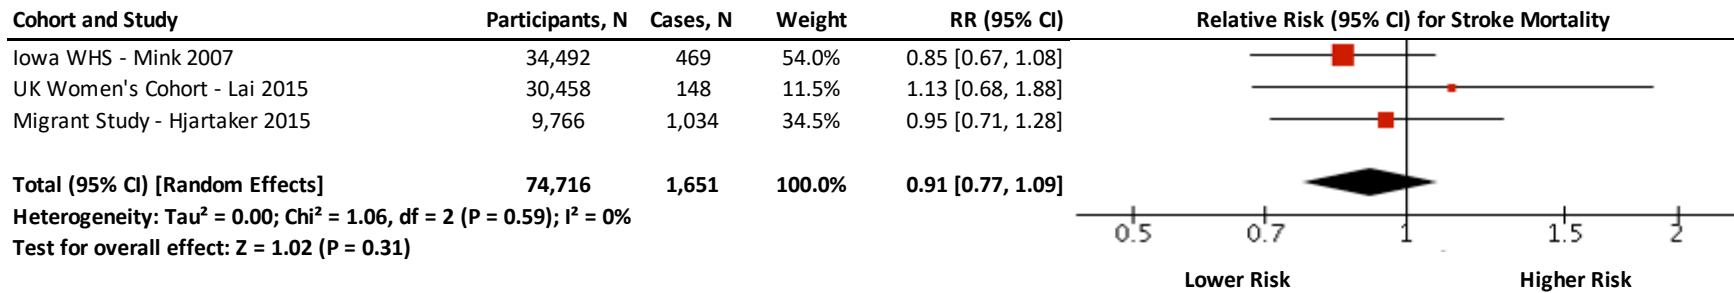 Cohort and Study Participants, N Cases, N Weight RR (95% CI) Relative Risk (95% CI) for Stroke Mortality
Iowa WHS - Mink 2007 34,492 469 54.0% 0.85 [0.67, 1.08]
UK Women's Cohort - Lai 2015 30,458 148 11.5% 1.13 [0.68, 1.88]
Migrant Study - Hjartaker 2015 9,766 1,034 34.5% 0.95 [0.71, 1.28]
Total (95% CI) [Random Effects] 74,716 1,651 100.0% 0.91 [0.77, 1.09]
Heterogeneity: Tau² = 0.00; Chi² = 1.06, df = 2 (P = 0.59); I² = 0%
0.5 0.7 1 1.5 2
Test for overall effect: Z = 1.02 (P = 0.31)
Lower Risk Higher Risk